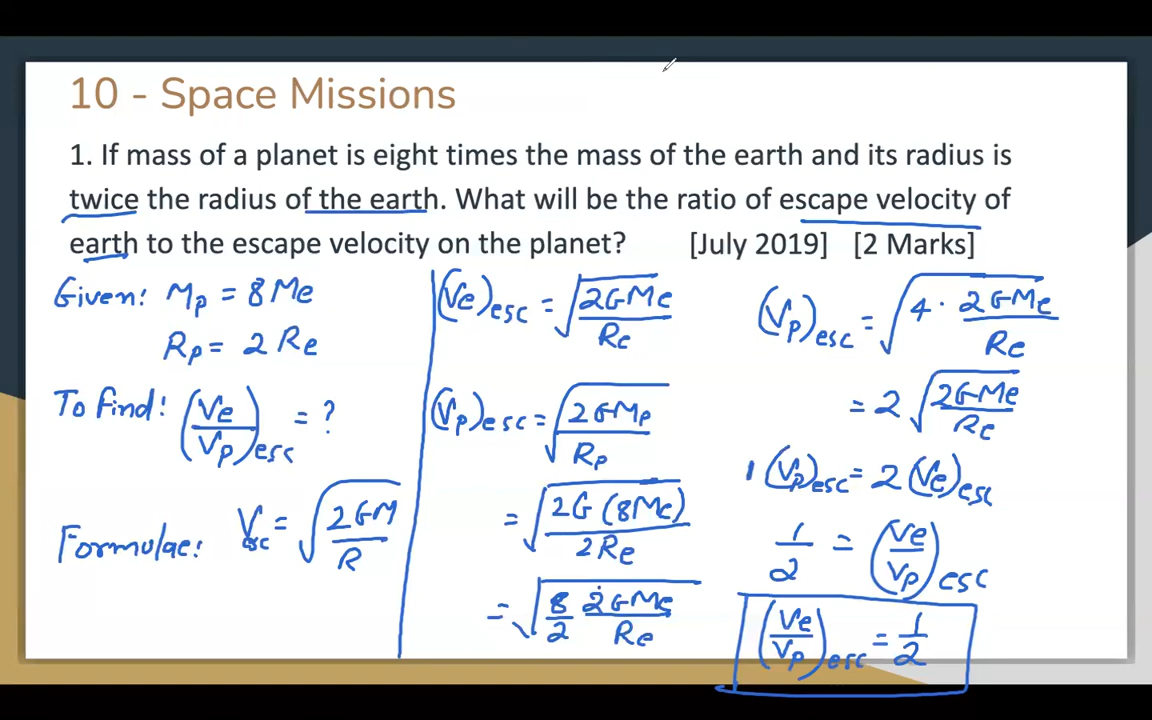 10 - Space Missions
1. If mass of a planet is eight times the mass of the earth and its radius is
twice the radius of the earth. What will be the ratio of escape velocity of
earth to the escape velocity on the planet? [July 2019] [2 Marks]
Given: Mp = 8 Me
Rp = 2 Re
To find: (Ve/Vp)esc = ?
Formulae: Vesc = √(2GM/R)
(Ve)esc = √(2GMe/Re)
(Vp)esc = √(2GMp/Rp)
= √(2G(8Me)/2Re)
= √(8/2 2GMe/Re)
(Vp)esc = √(4 · 2GMe/Re)
= 2 √(2GMe/Re)
1 (Vp)esc = 2 (Ve)esc
1/2 = (Ve/Vp)esc
(Ve/Vp)esc = 1/2